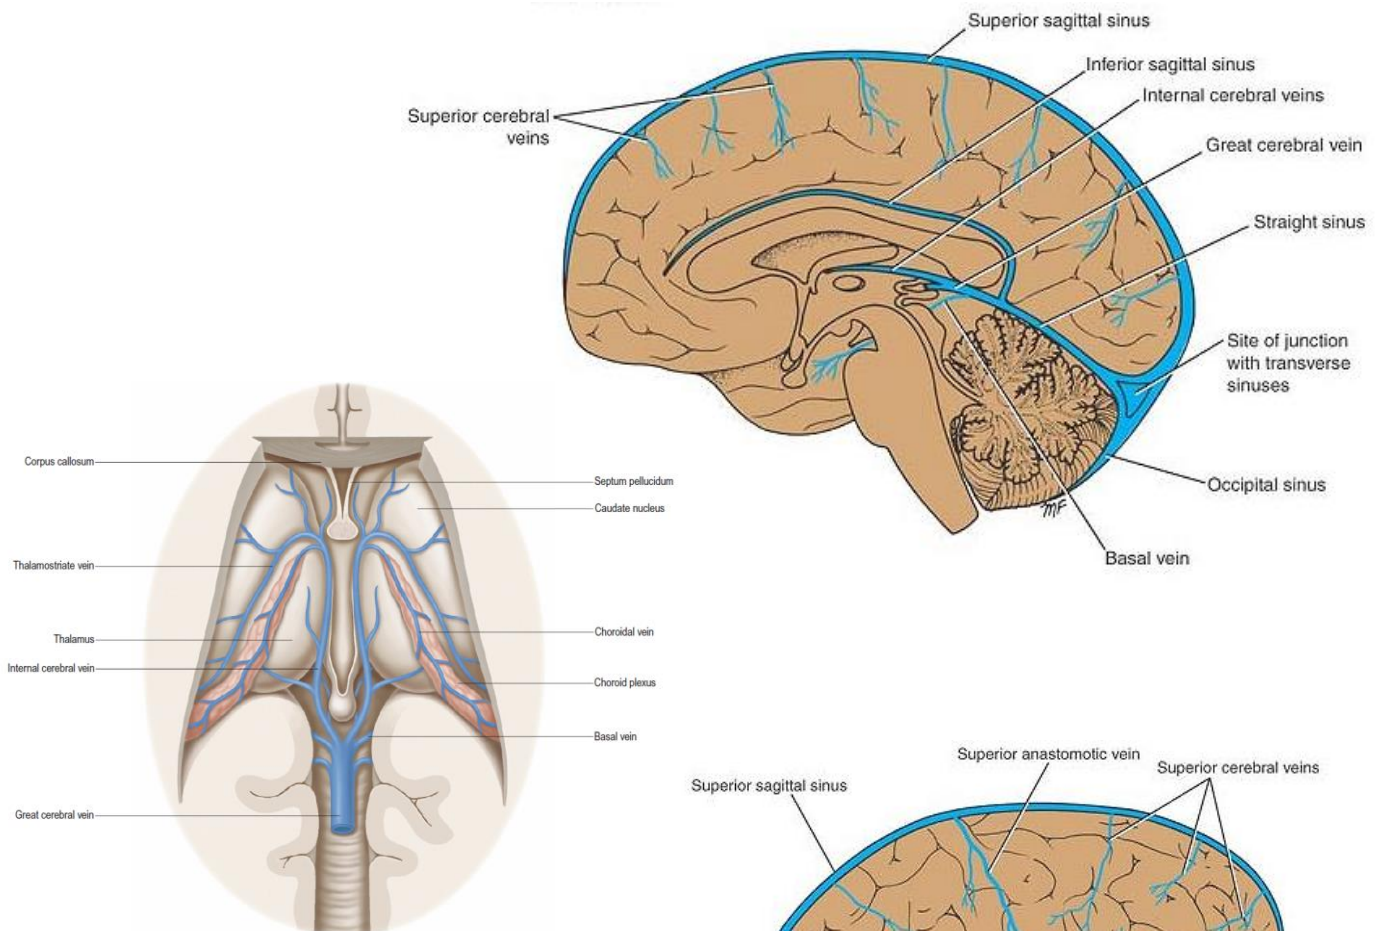 Superior sagittal sinus
Inferior sagittal sinus
Internal cerebral veins
Superior cerebral
veins
Great cerebral vein
Straight sinus
Site of junction
with transverse
sinuses
Occipital sinus
MF
Basal vein
Corpus callosum
Septum pellucidum
Caudate nucleus
Thalamostriate vein
Thalamus
Choroidal vein
Internal cerebral vein
Choroid plexus
Basal vein
Great cerebral vein
Superior anastomotic vein
Superior cerebral veins
Superior sagittal sinus